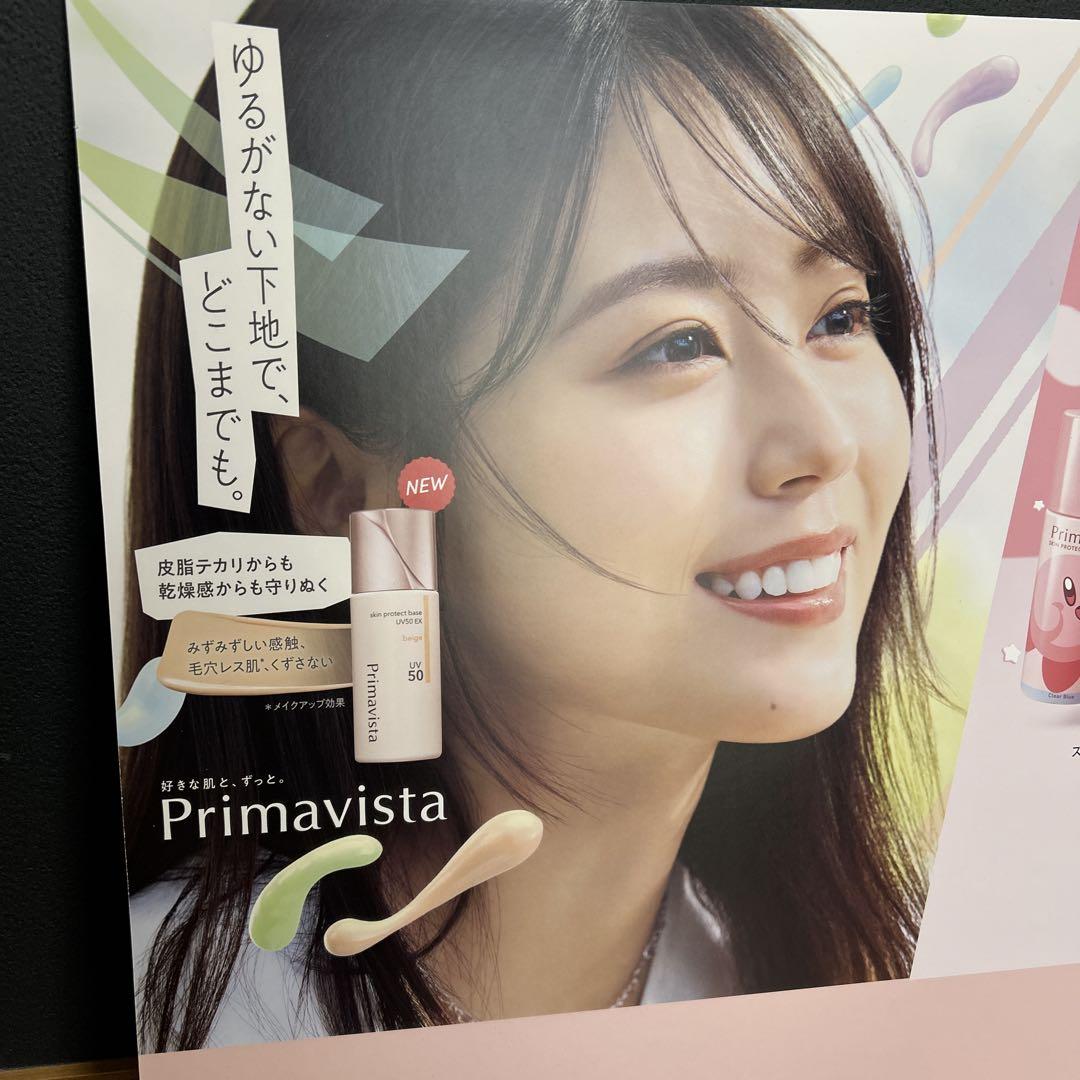 ゆるがない下地で、
どこまでも。
NEW
皮脂テカリからも
乾燥感からも守りぬく
みずみずしい感触、
毛穴レス肌*、くずさない
*メイクアップ効果
skin protect base
UV50 EX
beige
UV
50
Primavista
好きな肌と、ずっと。
Primavista
Prim
SKIN PROTEC
Clear Blue
ス